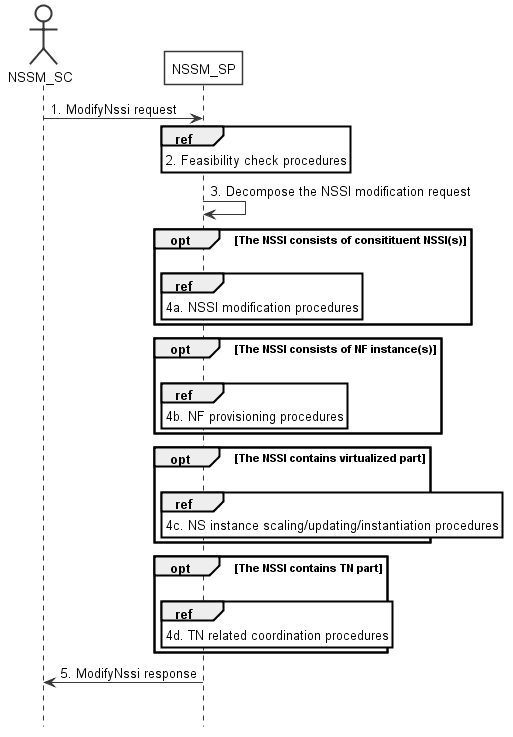 NSSM_SC
NSSM_SP
1. ModifyNssi request
ref
2. Feasibility check procedures
3. Decompose the NSSI modification request
opt [The NSSI consists of consitituent NSSI(s)]
ref
4a. NSSI modification procedures
opt [The NSSI consists of NF instance(s)]
ref
4b. NF provisioning procedures
opt [The NSSI contains virtualized part]
ref
4c. NS instance scaling/updating/instantiation procedures
opt [The NSSI contains TN part]
ref
4d. TN related coordination procedures
5. ModifyNssi response